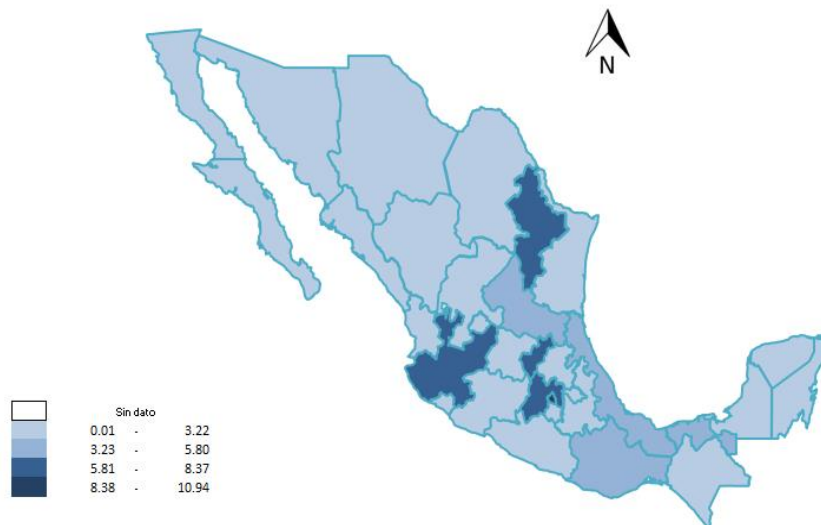 N
Sin dato
0.01 - 3.22
3.23 - 5.80
5.81 - 8.37
8.38 - 10.94